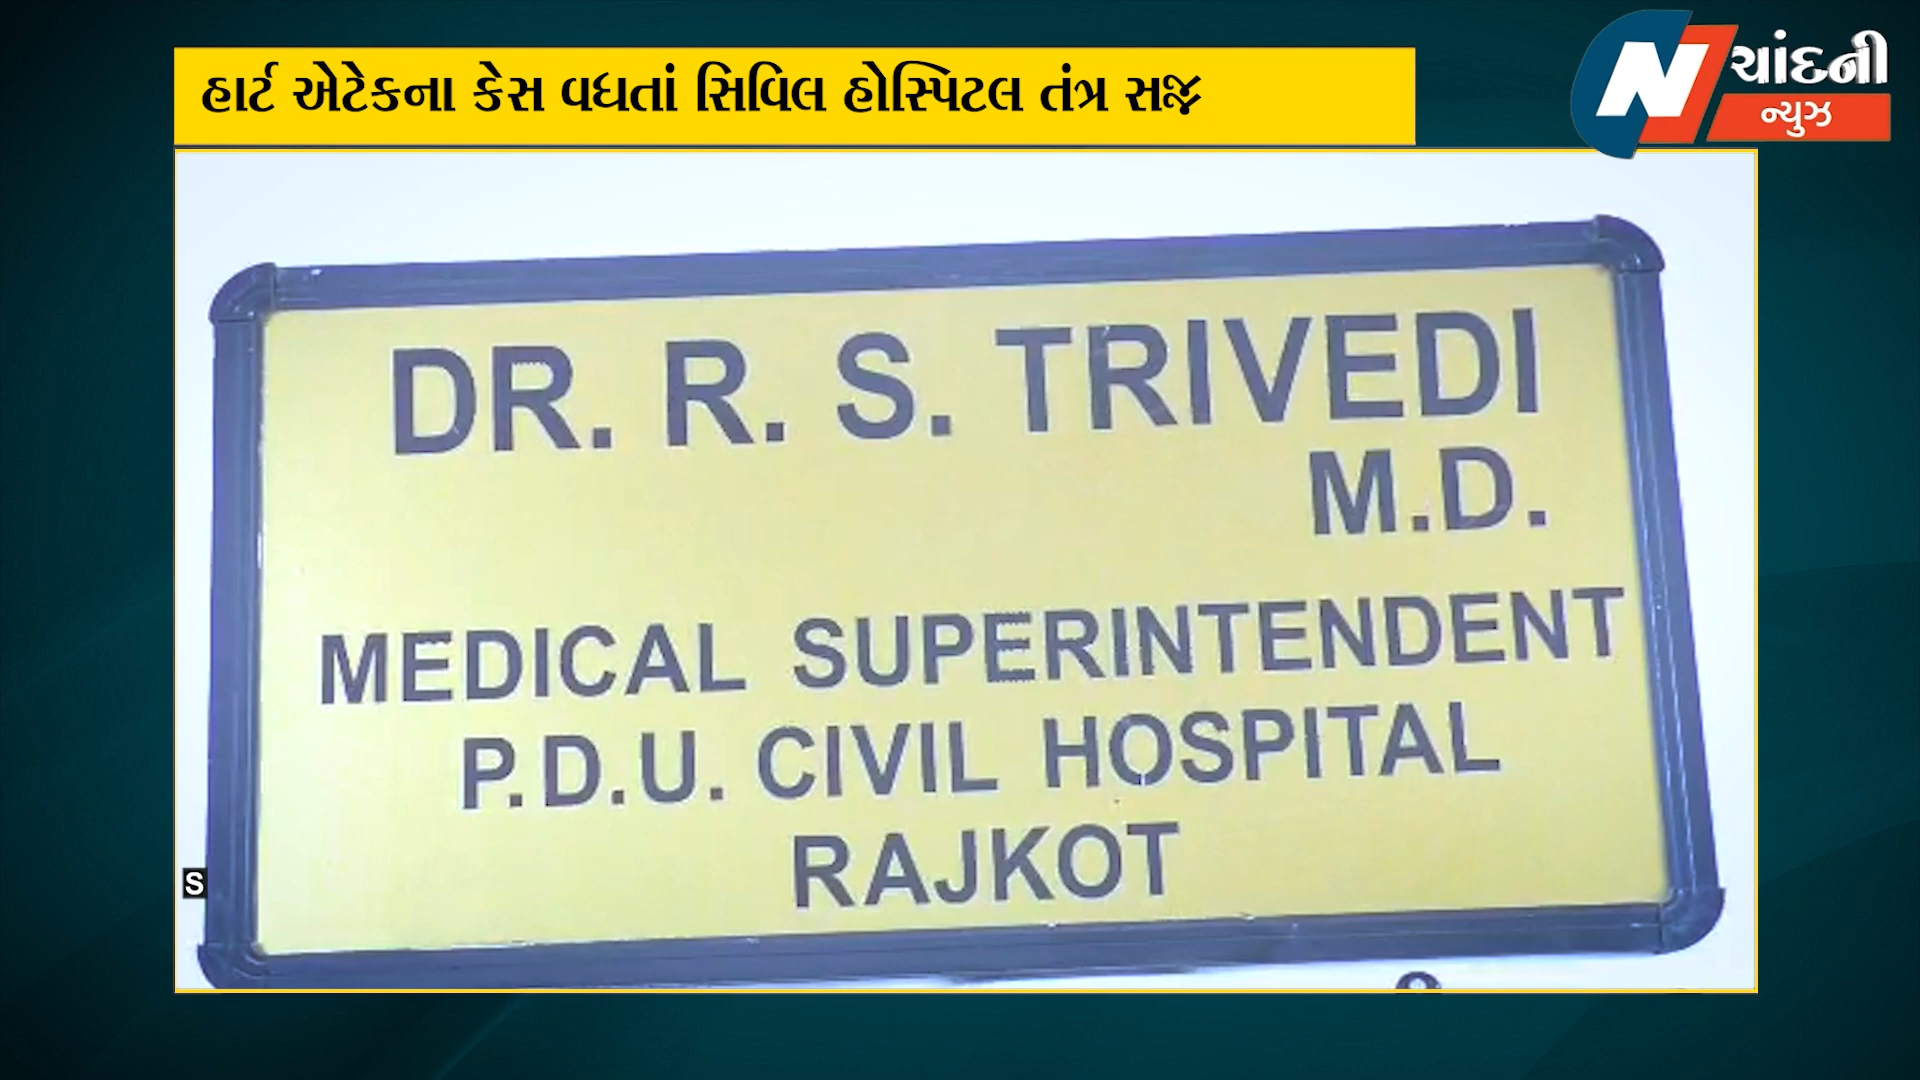 હાર્ટ એટેકના કેસ વધતાં સિવિલ હોસ્પિટલ તંત્ર સજ્જ
ચાંદની
ન્યુઝ
DR. R. S. TRIVEDI
M.D.
MEDICAL SUPERINTENDENT
P.D.U. CIVIL HOSPITAL
RAJKOT
S